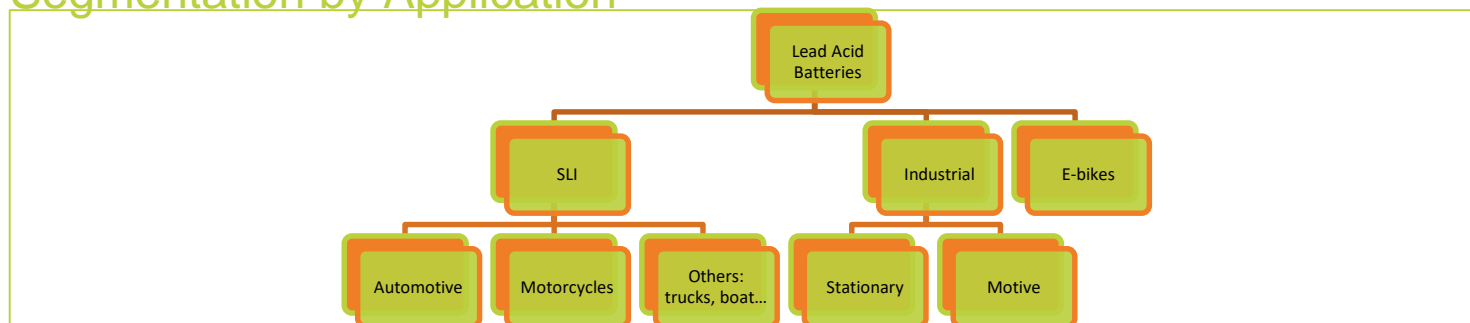 Segmentation by Application
Lead Acid
Batteries
SLI
Industrial
E-bikes
Automotive
Motorcycles
Others:
trucks, boat…
Stationary
Motive